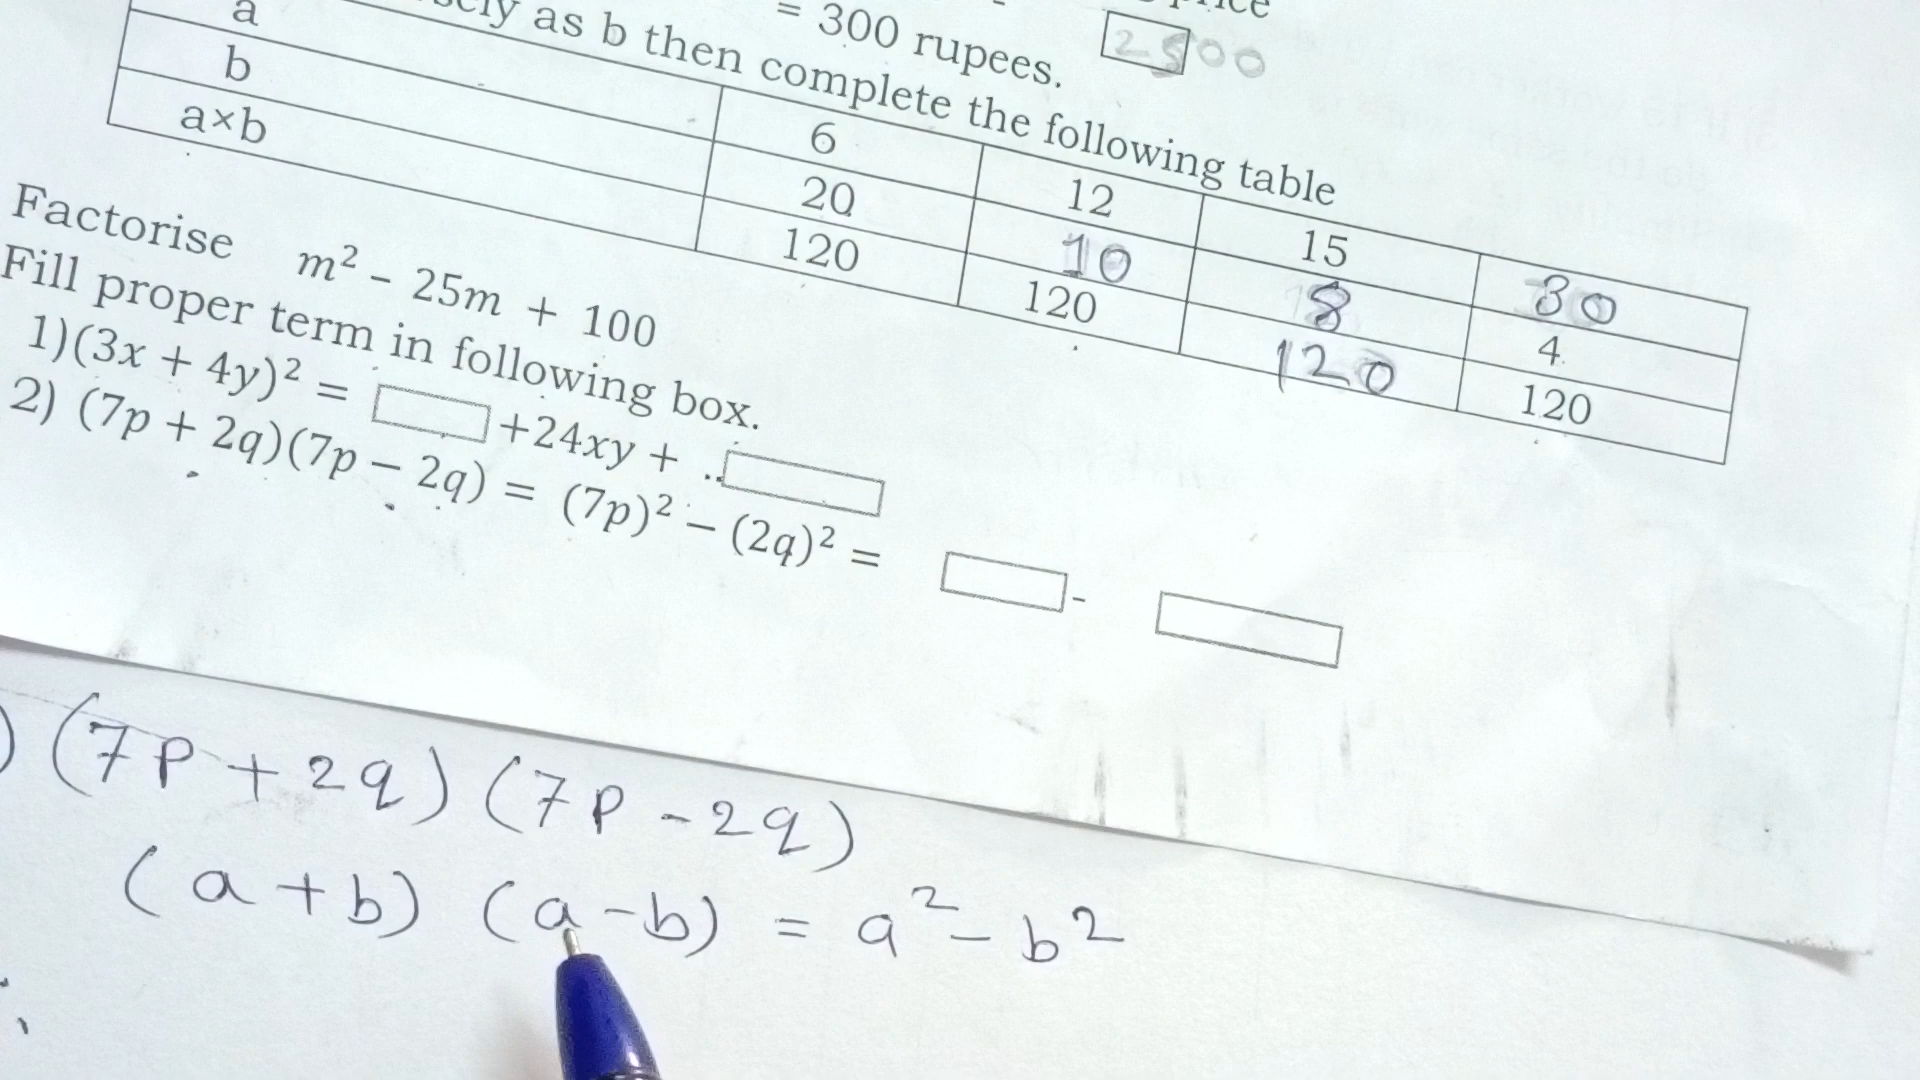 = 300 rupees.
2500
as b then complete the following table
a 6 12 15 30
b 20 10 8 4
a×b 120 120 120 120
Factorise m² - 25m + 100
Fill proper term in following box.
1)(3x + 4y)² = +24xy +
2) (7p + 2q)(7p − 2q) = (7p)² − (2q)² = -
) (7p+2q) (7p-2q)
(a+b) (a-b) = a²-b²